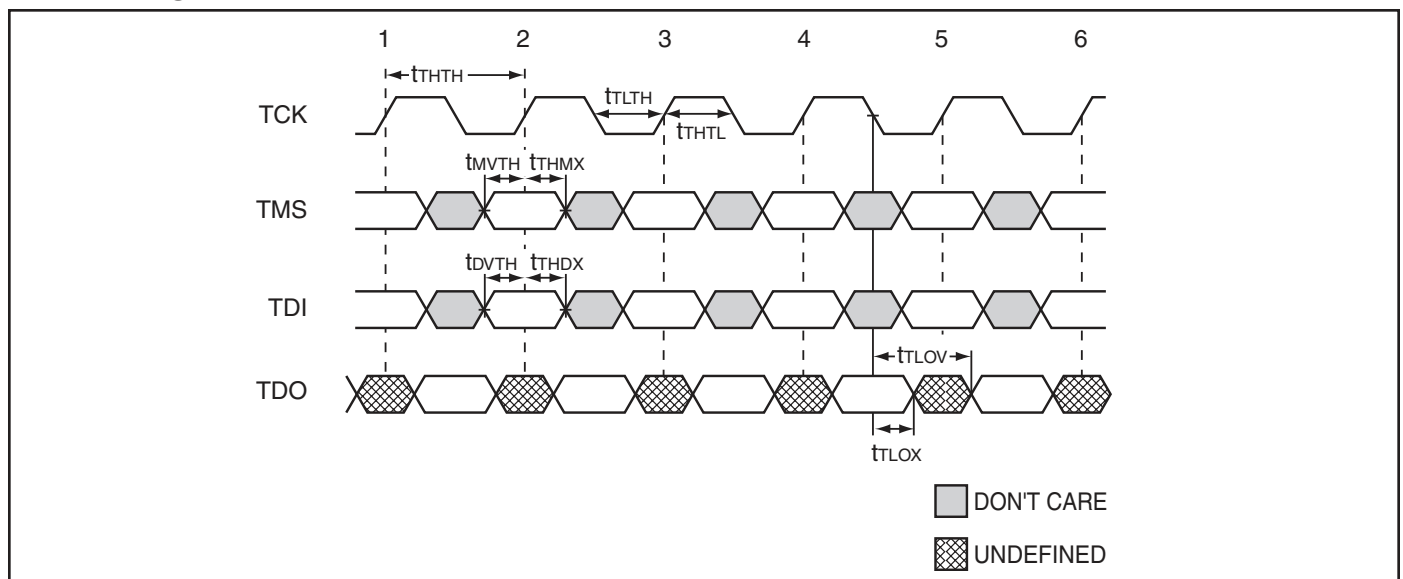 1 2 3 4 5 6
tTHTH
tTLTH
TCK
tTHTL
tMVTH tTHMX
TMS
tDVTH tTHDX
TDI
tTLOV
TDO
tTLOX
DON'T CARE
UNDEFINED